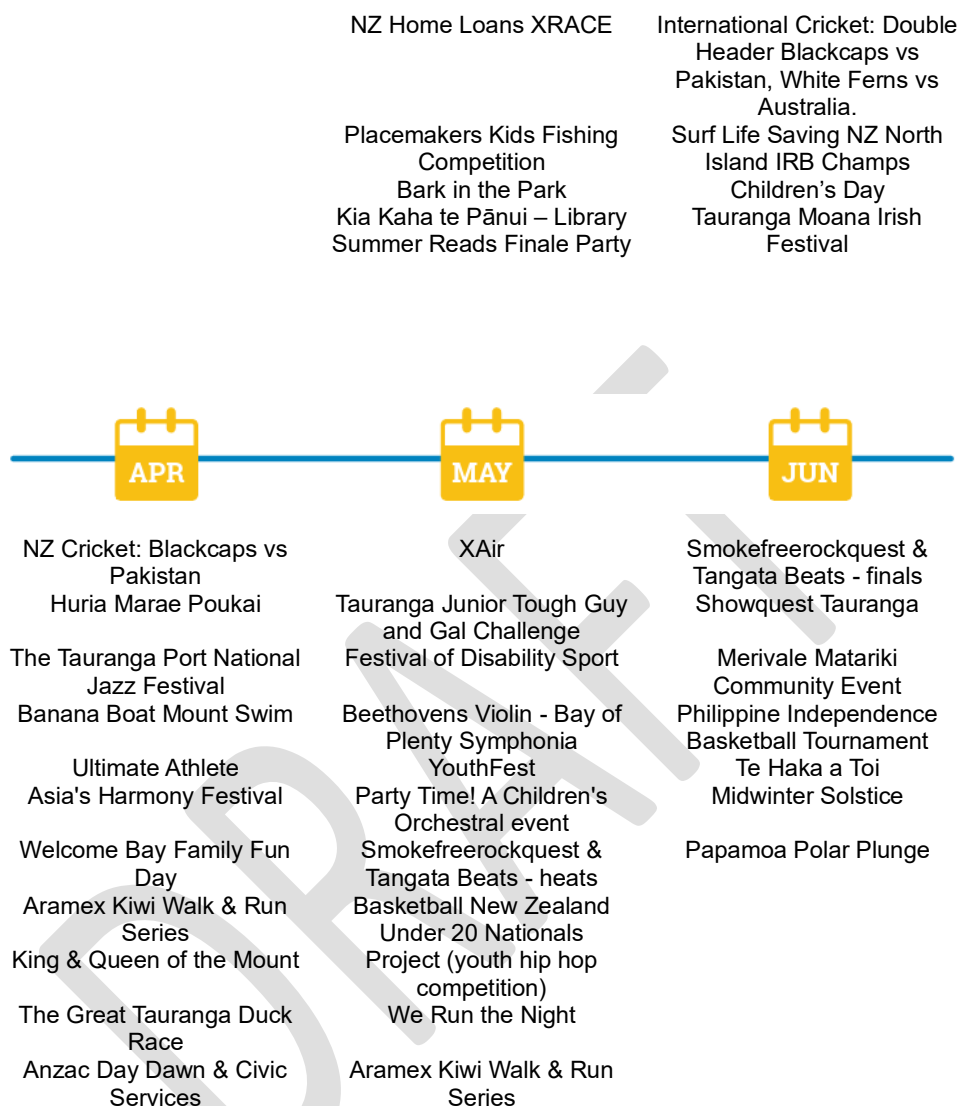 NZ Home Loans XRACE
Placemakers Kids Fishing
Competition
Bark in the Park
Kia Kaha te Pānui – Library
Summer Reads Finale Party
International Cricket: Double
Header Blackcaps vs
Pakistan, White Ferns vs
Australia.
Surf Life Saving NZ North
Island IRB Champs
Children’s Day
Tauranga Moana Irish
Festival
APR
MAY
JUN
NZ Cricket: Blackcaps vs
Pakistan
Huria Marae Poukai
The Tauranga Port National
Jazz Festival
Banana Boat Mount Swim
Ultimate Athlete
Asia's Harmony Festival
Welcome Bay Family Fun
Day
Aramex Kiwi Walk & Run
Series
King & Queen of the Mount
The Great Tauranga Duck
Race
Anzac Day Dawn & Civic
Services
XAir
Tauranga Junior Tough Guy
and Gal Challenge
Festival of Disability Sport
Beethovens Violin - Bay of
Plenty Symphonia
YouthFest
Party Time! A Children's
Orchestral event
Smokefreerockquest &
Tangata Beats - heats
Basketball New Zealand
Under 20 Nationals
Project (youth hip hop
competition)
We Run the Night
Aramex Kiwi Walk & Run
Series
Smokefreerockquest &
Tangata Beats - finals
Showquest Tauranga
Merivale Matariki
Community Event
Philippine Independence
Basketball Tournament
Te Haka a Toi
Midwinter Solstice
Papamoa Polar Plunge
DRAFT